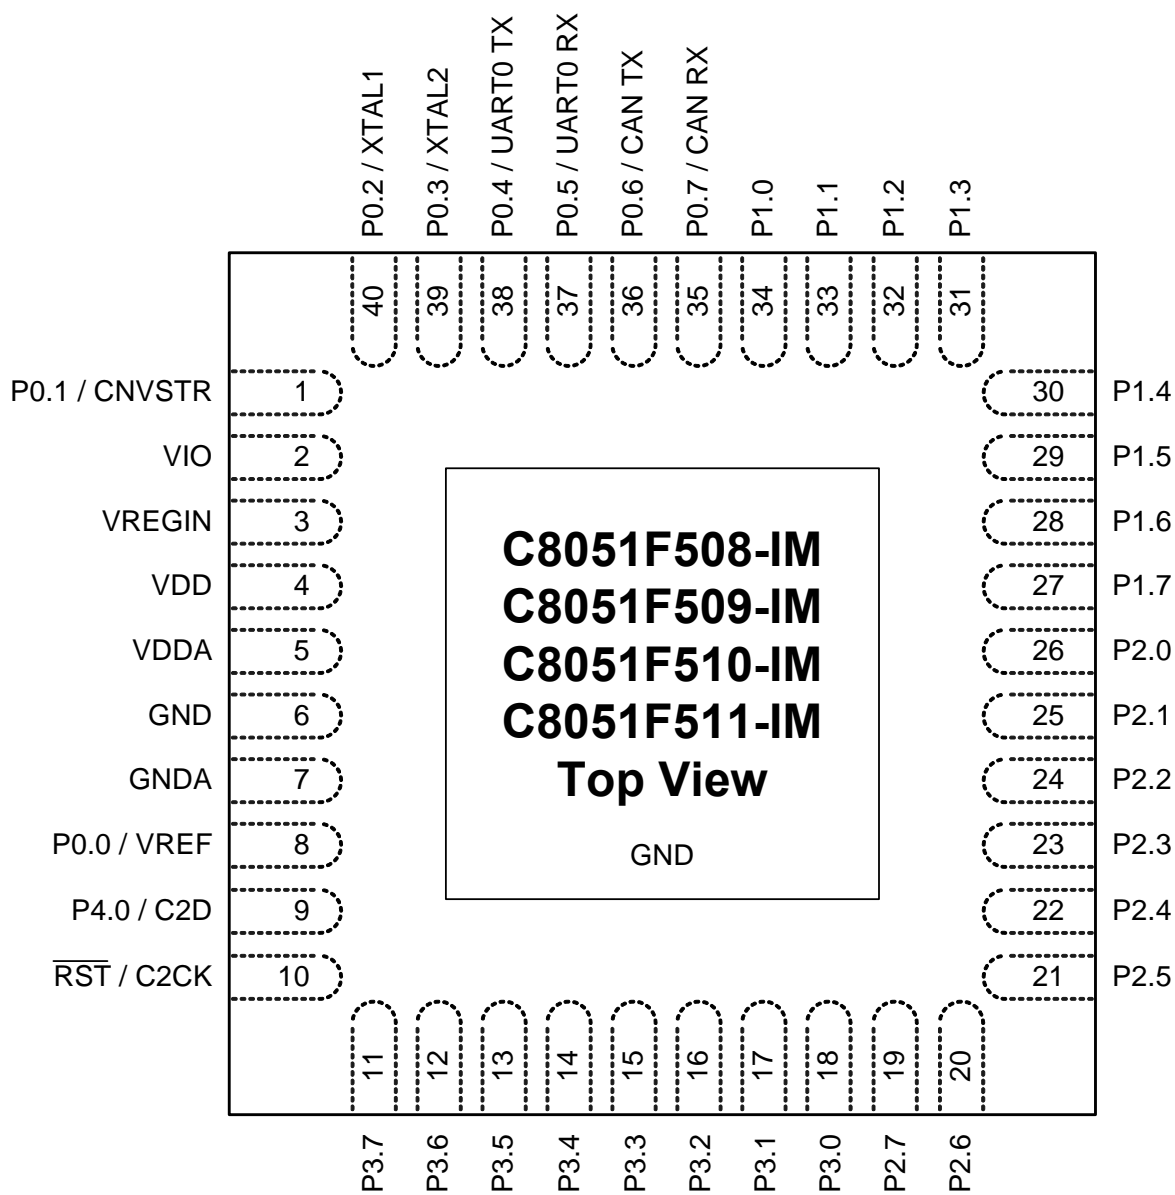 P0.2 / XTAL1
P0.3 / XTAL2
P0.4 / UART0 TX
P0.5 / UART0 RX
P0.6 / CAN TX
P0.7 / CAN RX
P1.0
P1.1
P1.2
P1.3
40
39
38
37
36
35
34
33
32
31
P0.1 / CNVSTR 1
VIO 2
VREGIN 3
VDD 4
VDDA 5
GND 6
GNDA 7
P0.0 / VREF 8
P4.0 / C2D 9
RST / C2CK 10
C8051F508-IM
C8051F509-IM
C8051F510-IM
C8051F511-IM
Top View
GND
30 P1.4
29 P1.5
28 P1.6
27 P1.7
26 P2.0
25 P2.1
24 P2.2
23 P2.3
22 P2.4
21 P2.5
11
12
13
14
15
16
17
18
19
20
P3.7
P3.6
P3.5
P3.4
P3.3
P3.2
P3.1
P3.0
P2.7
P2.6